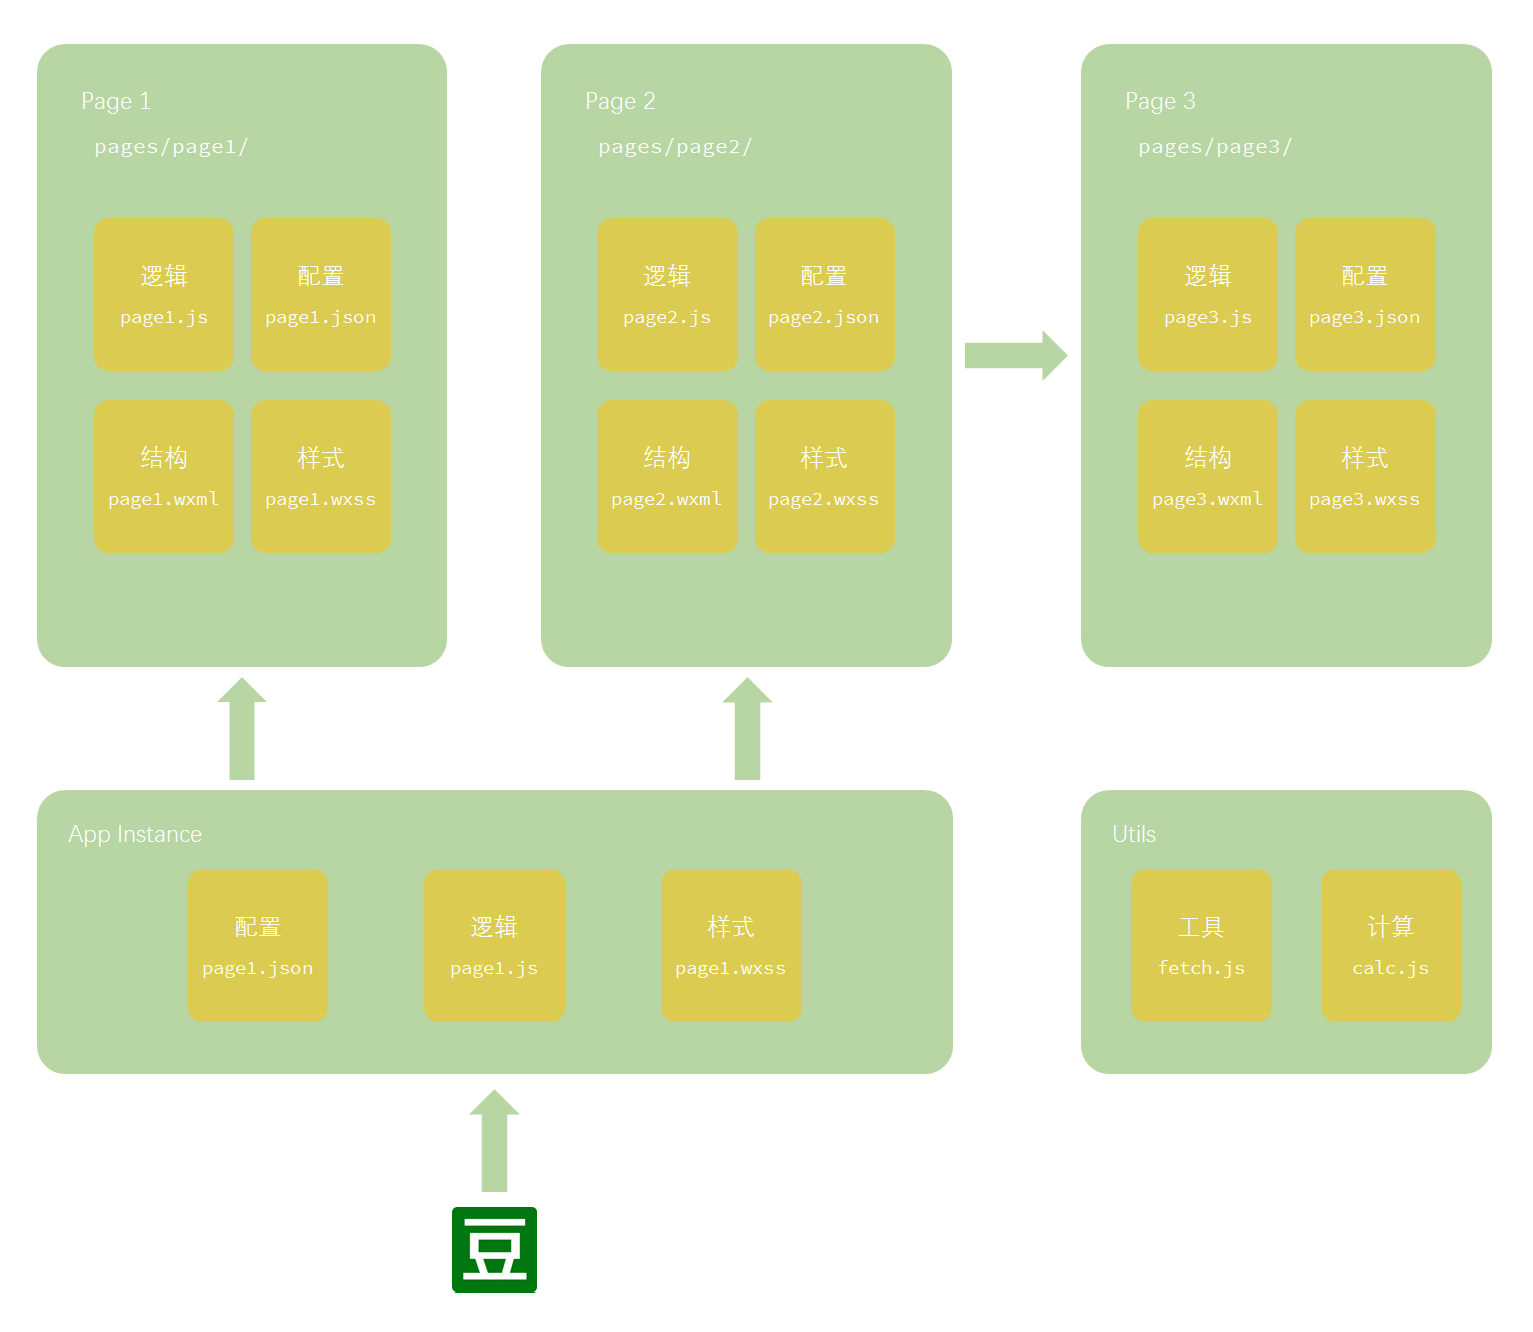 Page 1
pages/page1/
逻辑
page1.js
配置
page1.json
结构
page1.wxml
样式
page1.wxss
Page 2
pages/page2/
逻辑
page2.js
配置
page2.json
结构
page2.wxml
样式
page2.wxss
Page 3
pages/page3/
逻辑
page3.js
配置
page3.json
结构
page3.wxml
样式
page3.wxss
App Instance
配置
page1.json
逻辑
page1.js
样式
page1.wxss
Utils
工具
fetch.js
计算
calc.js
豆